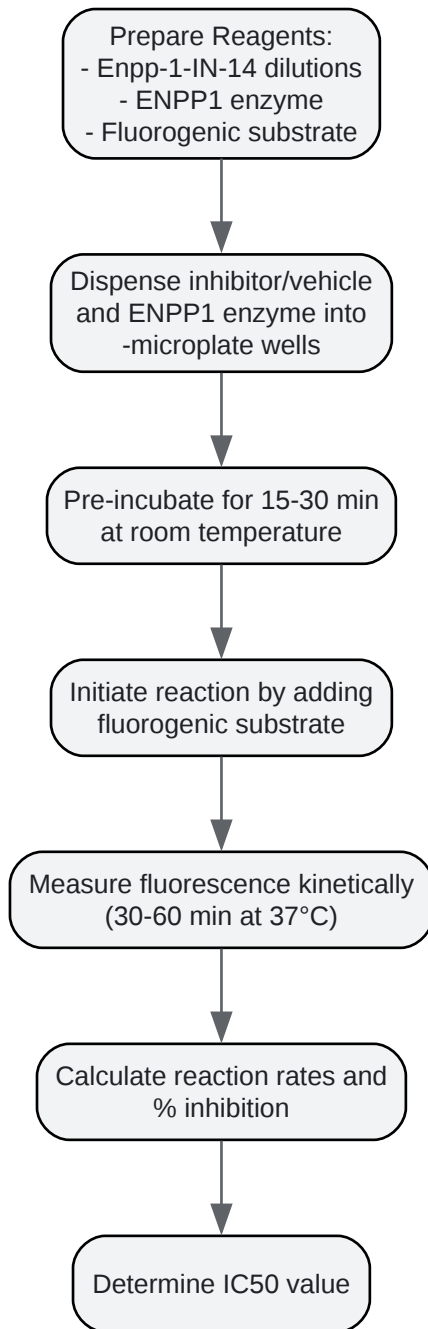 Prepare Reagents:
- Enpp-1-IN-14 dilutions
- ENPP1 enzyme
- Fluorogenic substrate
Dispense inhibitor/vehicle
and ENPP1 enzyme into
-microplate wells
Pre-incubate for 15-30 min
at room temperature
Initiate reaction by adding
fluorogenic substrate
Measure fluorescence kinetically
(30-60 min at 37°C)
Calculate reaction rates and
% inhibition
Determine IC50 value